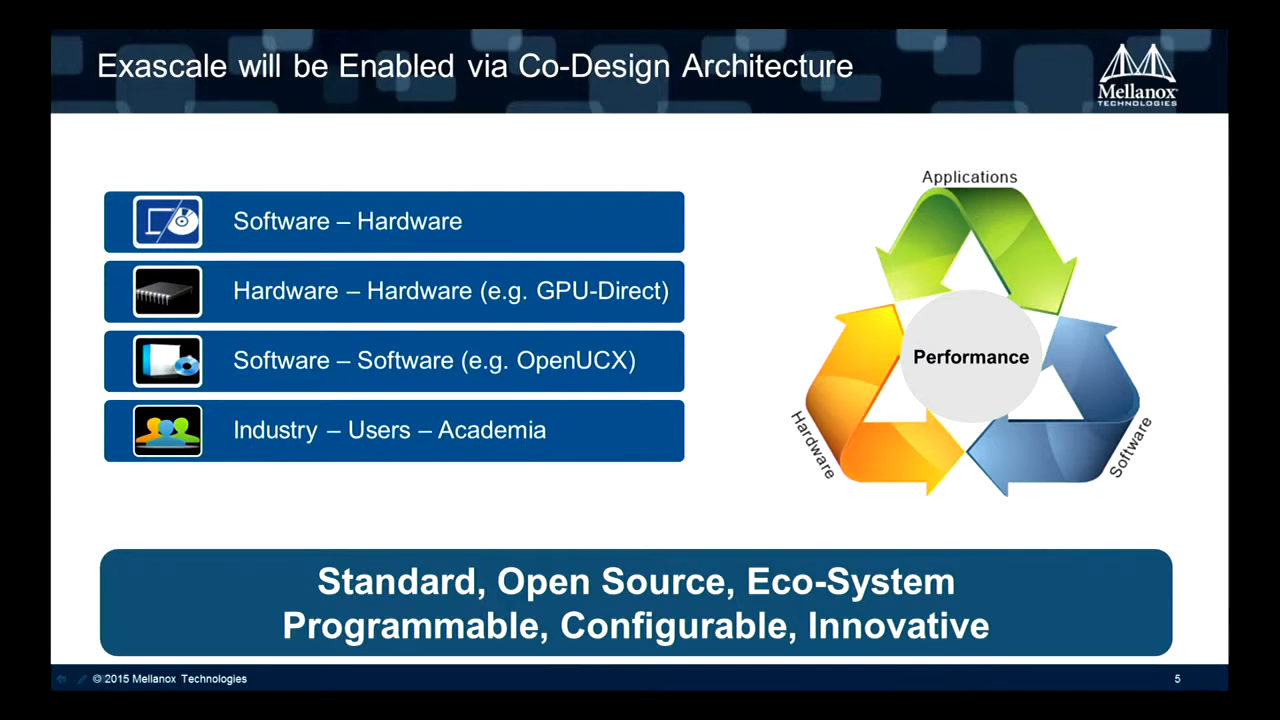 Exascale will be Enabled via Co-Design Architecture
Mellanox
TECHNOLOGIES
Software – Hardware
Hardware – Hardware (e.g. GPU-Direct)
Software – Software (e.g. OpenUCX)
Industry – Users – Academia
Applications
Performance
Hardware
Software
Standard, Open Source, Eco-System
Programmable, Configurable, Innovative
© 2015 Mellanox Technologies
5